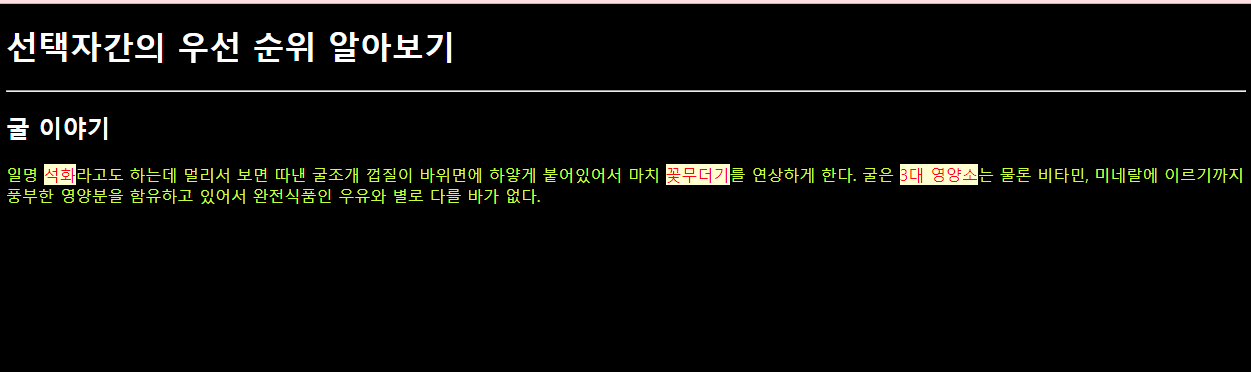 선택자간의 우선 순위 알아보기
굴 이야기
일명 석화라고도 하는데 멀리서 보면 따낸 굴조개 껍질이 바위면에 하얗게 붙어있어서 마치 꽃무더기를 연상하게 한다. 굴은 3대 영양소는 물론 비타민, 미네랄에 이르기까지
풍부한 영양분을 함유하고 있어서 완전식품인 우유와 별로 다를 바가 없다.